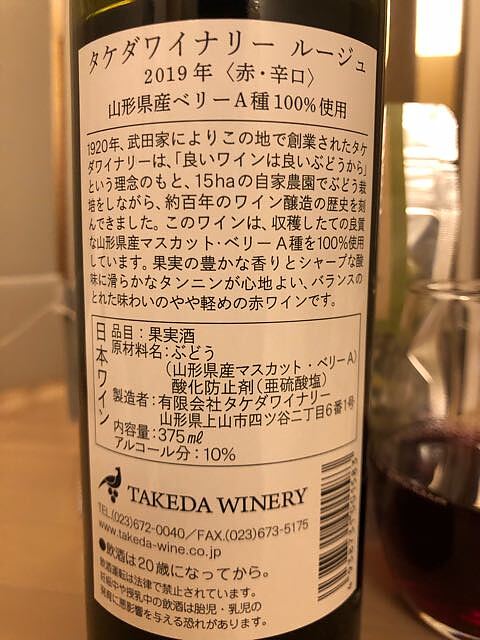 タケダワイナリー ルージュ
2019年〈赤・辛口〉
山形県産ベリーA種100%使用
1920年、武田家によりこの地で創業されたタケ
ダワイナリーは、「良いワインは良いぶどうから」
という理念のもと、15haの自家農園でぶどう栽
培をしながら、約百年のワイン醸造の歴史を刻
んできました。このワインは、収穫したての良質
な山形県産マスカット・ベリーA種を100%使用
しています。果実の豊かな香りとシャープな酸
味に滑らかなタンニンが心地よい、バランスの
とれた味わいのやや軽めの赤ワインです。
日本ワイン
品目：果実酒
原材料名：ぶどう
（山形県産マスカット・ベリーA）
酸化防止剤（亜硫酸塩）
製造者：有限会社タケダワイナリー
山形県上山市四ツ谷二丁目6番1号
内容量：375㎖
アルコール分：10%
TAKEDA WINERY
TEL.(023)672-0040／FAX.(023)673-5175
www.takeda-wine.co.jp
●飲酒は20歳になってから。
飲酒運転は法律で禁止されています。
妊娠中や授乳中の飲酒は胎児・乳児の
発育に悪影響を与える恐れがあります。